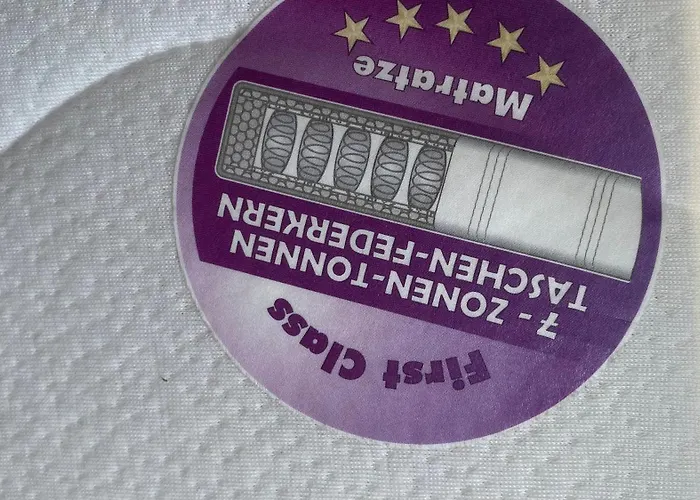 First Class
7 - ZONEN-TONNEN
TASCHEN-FEDERKERN
Matratze